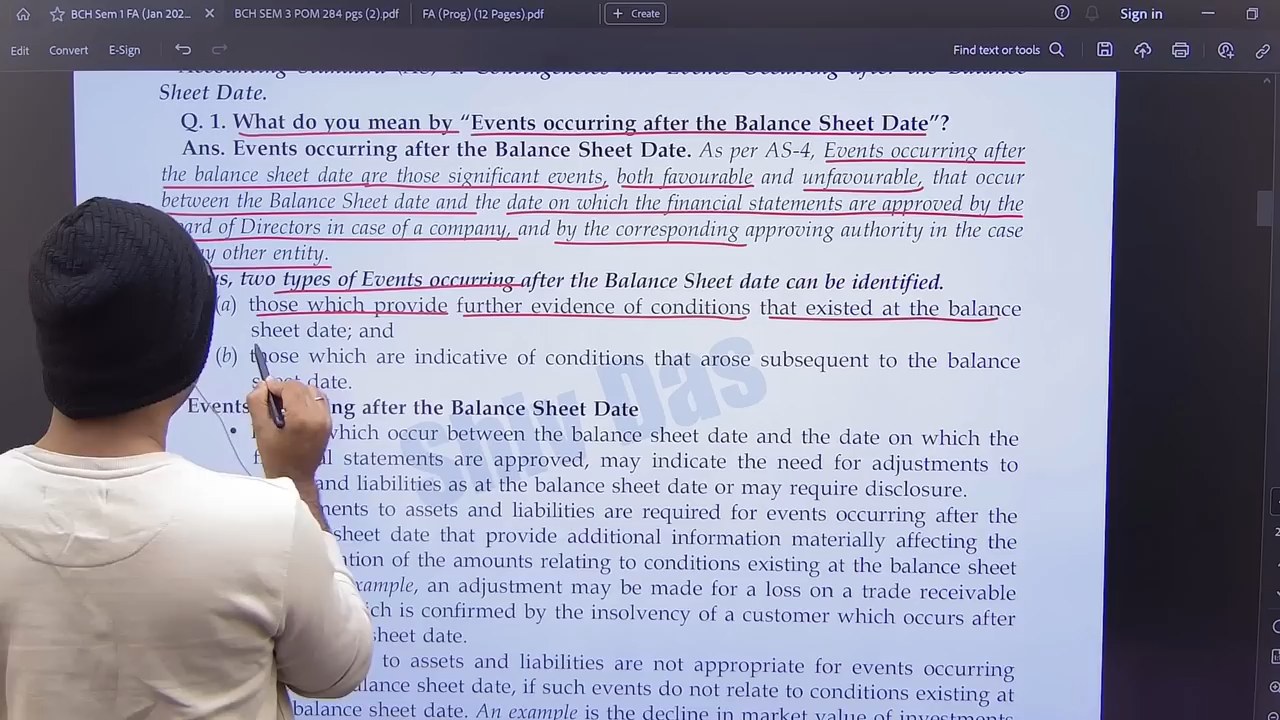 BCH Sem 1 FA (Jan 202...
BCH SEM 3 POM 284 pgs (2).pdf
FA (Prog) (12 Pages).pdf
Create
Sign in
Edit
Convert
E-Sign
Find text or tools
Sheet Date.
Q. 1. What do you mean by “Events occurring after the Balance Sheet Date”?
Ans. Events occurring after the Balance Sheet Date. As per AS-4, Events occurring after
the balance sheet date are those significant events, both favourable and unfavourable, that occur
between the Balance Sheet date and the date on which the financial statements are approved by the
of Directors in case of a company, and by the corresponding approving authority in the case
other entity.
two types of Events occurring after the Balance Sheet date can be identified.
(a) those which provide further evidence of conditions that existed at the balance
sheet date; and
(b) those which are indicative of conditions that arose subsequent to the balance
date.
Events after the Balance Sheet Date
• which occur between the balance sheet date and the date on which the
statements are approved, may indicate the need for adjustments to
and liabilities as at the balance sheet date or may require disclosure.
to assets and liabilities are required for events occurring after the
sheet date that provide additional information materially affecting the
of the amounts relating to conditions existing at the balance sheet
an adjustment may be made for a loss on a trade receivable
is confirmed by the insolvency of a customer which occurs after
sheet date.
to assets and liabilities are not appropriate for events occurring
sheet date, if such events do not relate to conditions existing at
balance sheet date. An example is the decline in market value of investments
Shiv Das